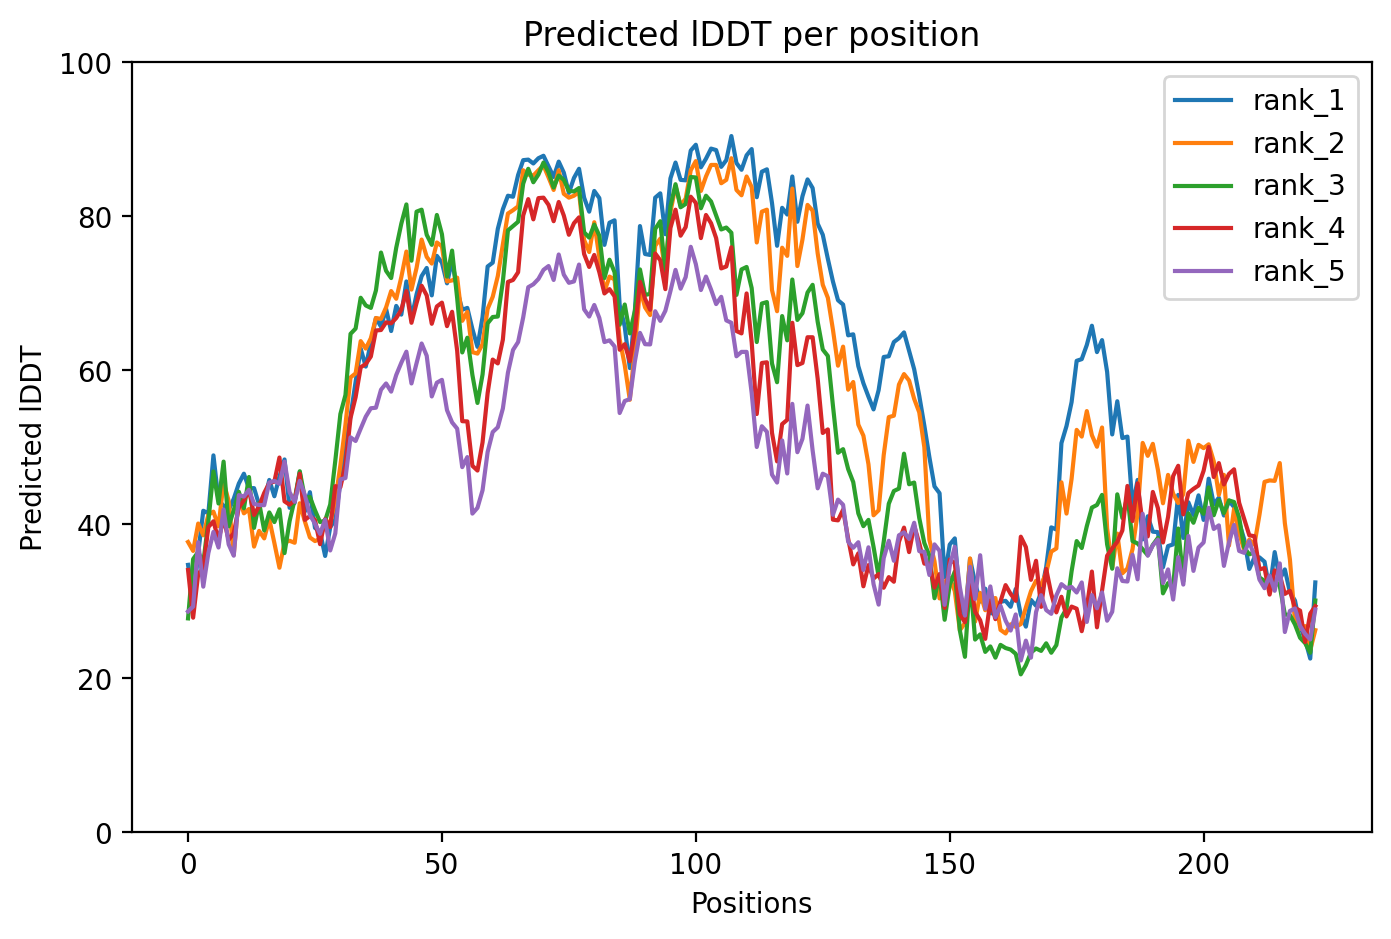 Predicted lDDT per position
100
80
60
40
20
0
Predicted lDDT
0 50 100 150 200
Positions
rank_1
rank_2
rank_3
rank_4
rank_5